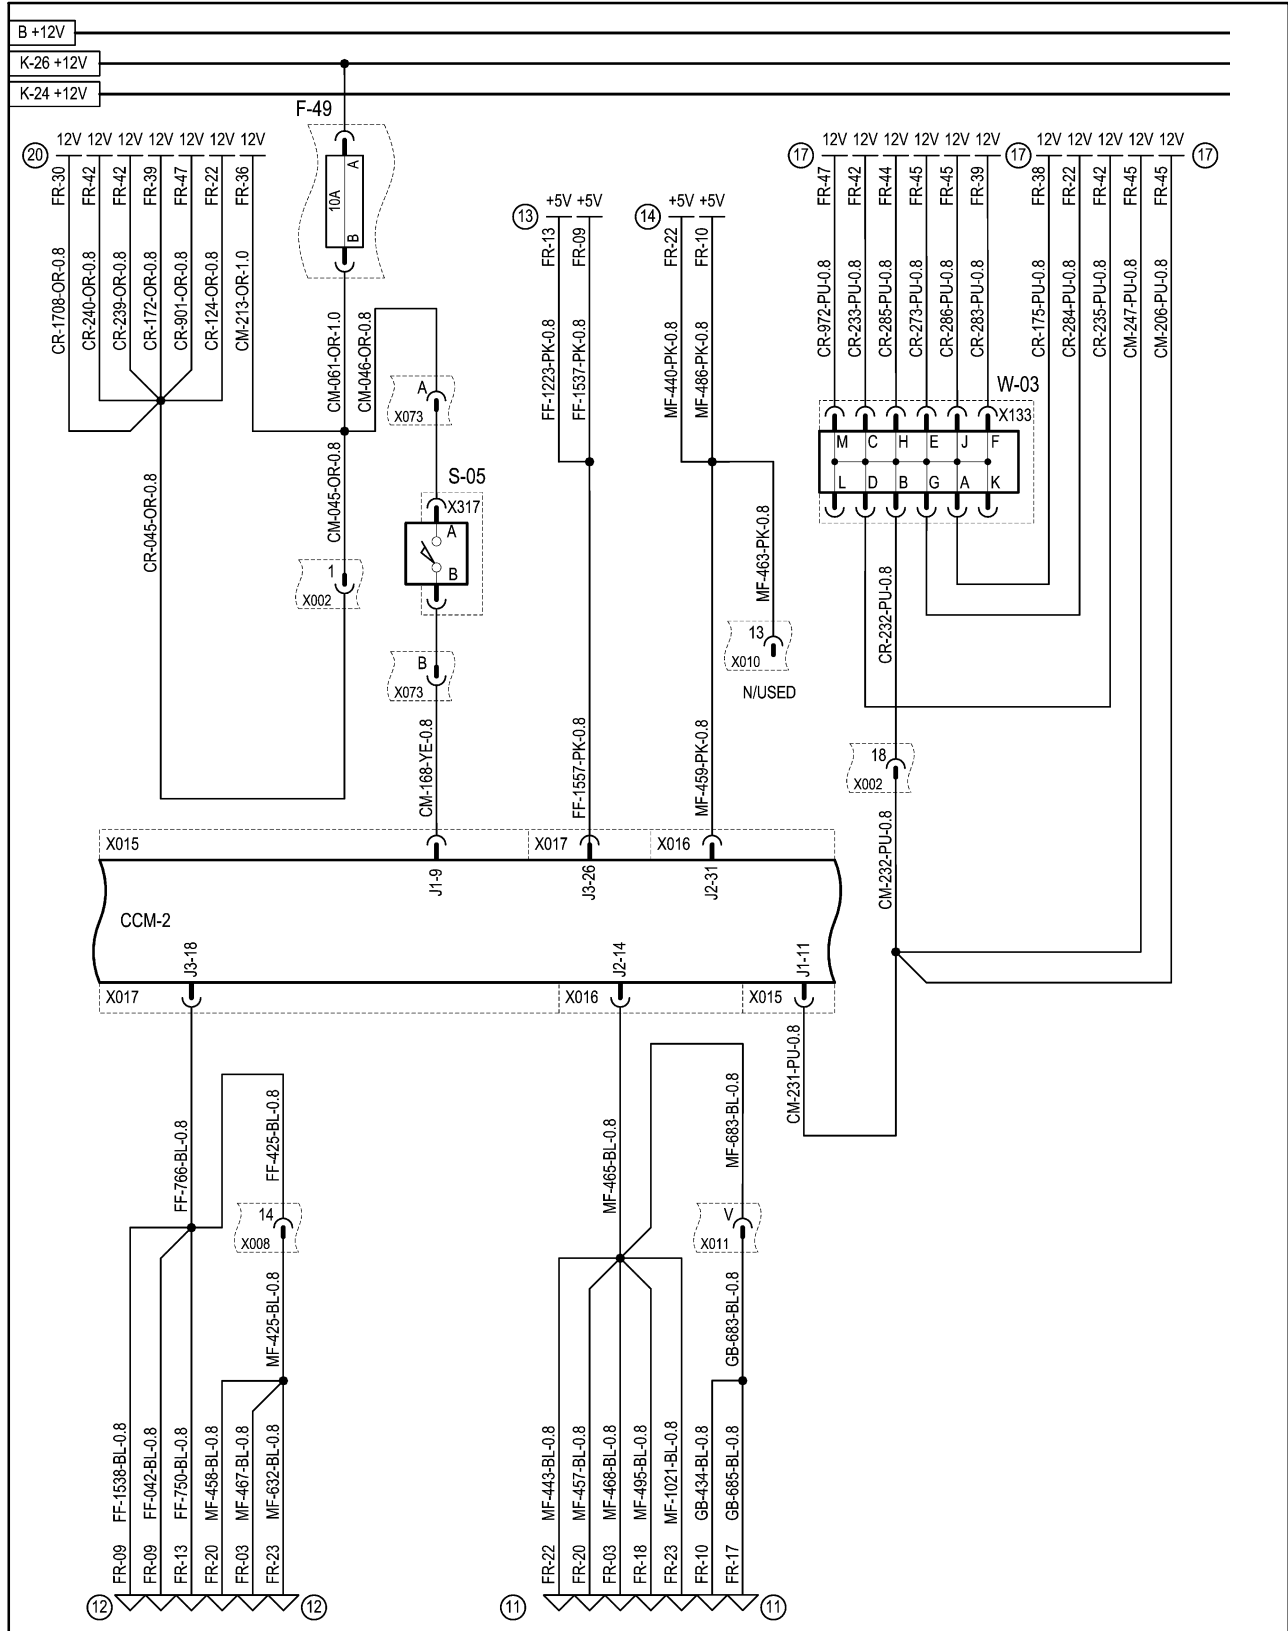 B +12V
K-26 +12V
K-24 +12V
F-49
20 12V 12V 12V 12V 12V 12V 12V
FR-30 FR-42 FR-42 FR-39 FR-47 FR-22 FR-36
CR-1708-OR-0.8 CR-240-OR-0.8 CR-239-OR-0.8 CR-172-OR-0.8 CR-901-OR-0.8 CR-124-OR-0.8 CM-213-OR-1.0
A
10A
B
CM-061-OR-1.0 CM-046-OR-0.8
13 +5V +5V
FR-13 FR-09
FF-1223-PK-0.8 FF-1537-PK-0.8
14 +5V +5V
FR-22 FR-10
MF-440-PK-0.8 MF-486-PK-0.8
17 12V 12V 12V 12V 12V 12V 17 12V 12V 12V 12V 12V 17
FR-47 FR-42 FR-44 FR-45 FR-45 FR-39 FR-38 FR-22 FR-42 FR-45 FR-45
CR-972-PU-0.8 CR-233-PU-0.8 CR-285-PU-0.8 CR-273-PU-0.8 CR-286-PU-0.8 CR-283-PU-0.8 CR-175-PU-0.8 CR-284-PU-0.8 CR-235-PU-0.8 CM-247-PU-0.8 CM-206-PU-0.8
W-03
A
X073
X133
M C H E J F
L D B G A K
CR-045-OR-0.8
CM-045-OR-0.8
S-05
X317
A
B
1
X002
MF-463-PK-0.8
13
X010
N/USED
CR-232-PU-0.8
B
X073
CM-168-YE-0.8
FF-1557-PK-0.8
MF-459-PK-0.8
18
X002
CM-232-PU-0.8
X015 X017 X016
J1-9 J3-26 J2-31
CCM-2
J3-18 J2-14 J1-11
X017 X016 X015
CM-231-PU-0.8
FF-766-BL-0.8
FF-425-BL-0.8
14
X008
MF-425-BL-0.8
MF-465-BL-0.8
MF-683-BL-0.8
V
X011
GB-683-BL-0.8
FF-1538-BL-0.8 FF-042-BL-0.8 FF-750-BL-0.8 MF-458-BL-0.8 MF-467-BL-0.8 MF-632-BL-0.8
MF-443-BL-0.8 MF-457-BL-0.8 MF-468-BL-0.8 MF-495-BL-0.8 MF-1021-BL-0.8 GB-434-BL-0.8 GB-685-BL-0.8
FR-09 FR-09 FR-13 FR-20 FR-03 FR-23
FR-22 FR-20 FR-03 FR-18 FR-23 FR-10 FR-17
12 12 11 11